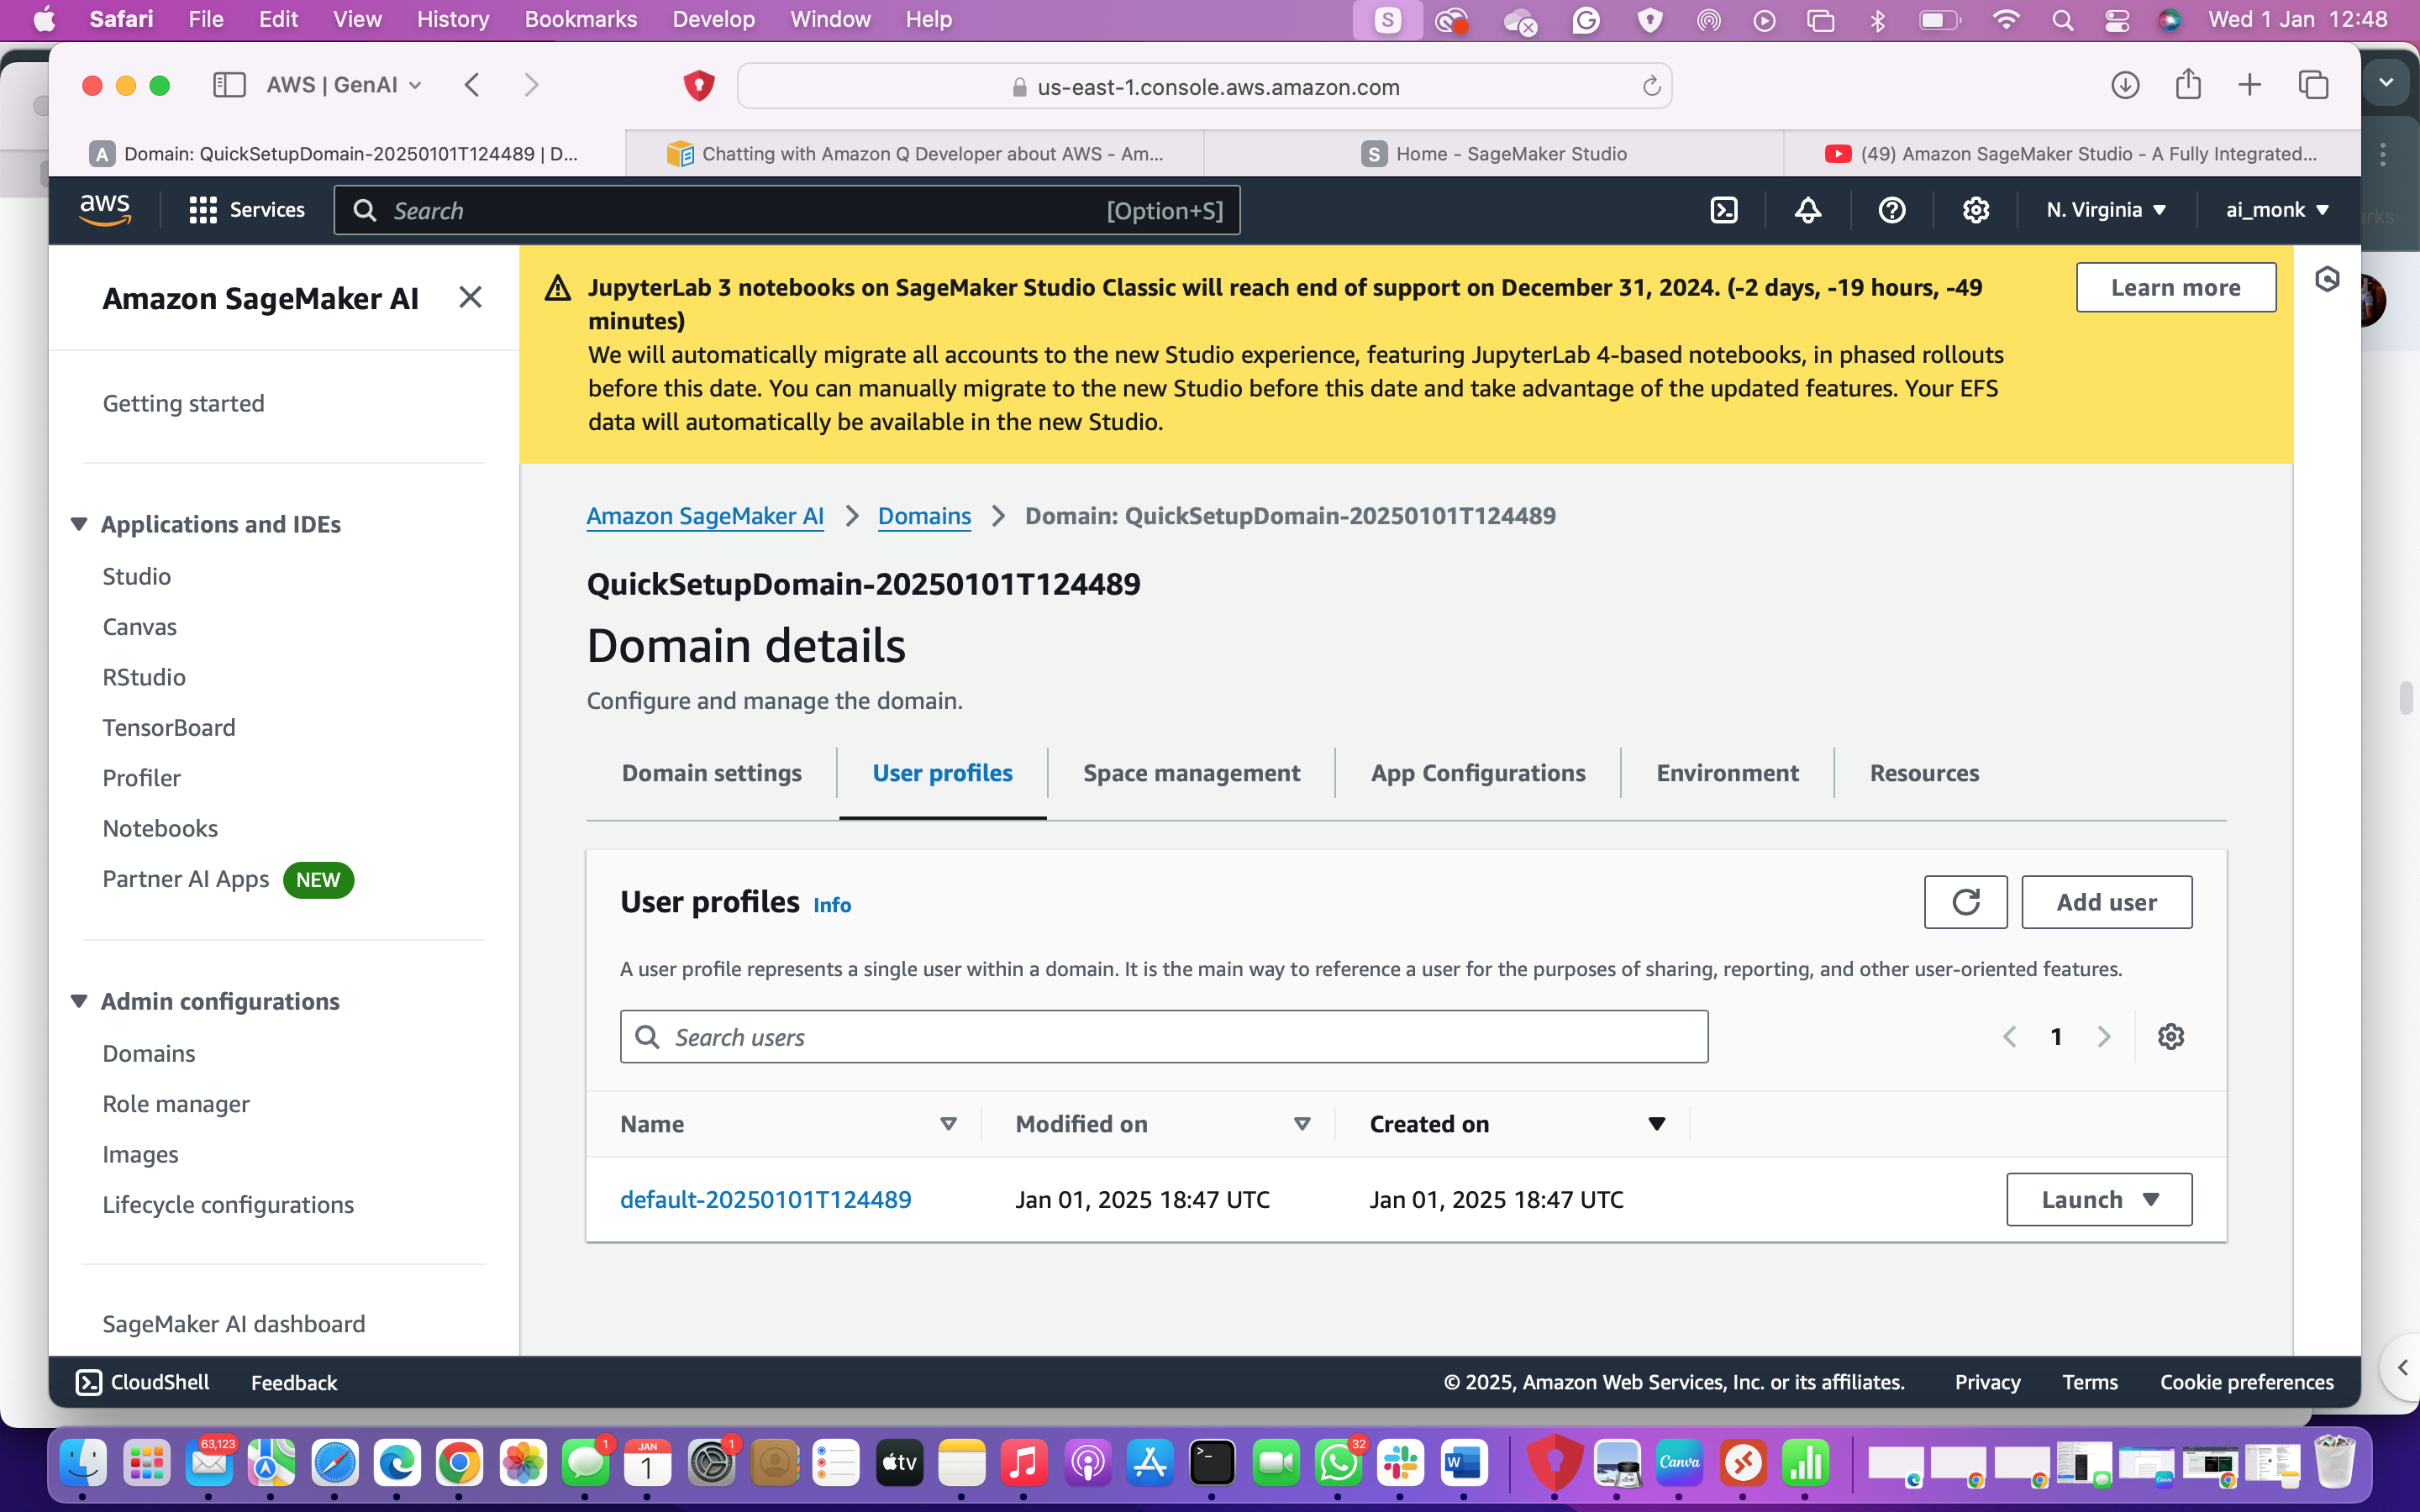 Safari File Edit View History Bookmarks Develop Window Help Wed 1 Jan 12:48
AWS | GenAI
us-east-1.console.aws.amazon.com
A Domain: QuickSetupDomain-20250101T124489 | D...
Chatting with Amazon Q Developer about AWS - Am...
S Home - SageMaker Studio
(49) Amazon SageMaker Studio - A Fully Integrated...
aws Services Search [Option+S] N. Virginia ai_monk
Amazon SageMaker AI
Getting started
Applications and IDEs
Studio
Canvas
RStudio
TensorBoard
Profiler
Notebooks
Partner AI Apps NEW
Admin configurations
Domains
Role manager
Images
Lifecycle configurations
SageMaker AI dashboard
JupyterLab 3 notebooks on SageMaker Studio Classic will reach end of support on December 31, 2024. (-2 days, -19 hours, -49
minutes)
We will automatically migrate all accounts to the new Studio experience, featuring JupyterLab 4-based notebooks, in phased rollouts
before this date. You can manually migrate to the new Studio before this date and take advantage of the updated features. Your EFS
data will automatically be available in the new Studio.
Learn more
Amazon SageMaker AI Domains Domain: QuickSetupDomain-20250101T124489
QuickSetupDomain-20250101T124489
Domain details
Configure and manage the domain.
Domain settings User profiles Space management App Configurations Environment Resources
User profiles Info
Add user
A user profile represents a single user within a domain. It is the main way to reference a user for the purposes of sharing, reporting, and other user-oriented features.
Search users
1
Name Modified on Created on
default-20250101T124489 Jan 01, 2025 18:47 UTC Jan 01, 2025 18:47 UTC Launch
CloudShell Feedback © 2025, Amazon Web Services, Inc. or its affiliates. Privacy Terms Cookie preferences
63,123
1
JAN
1
1
tv
32
W
Canva